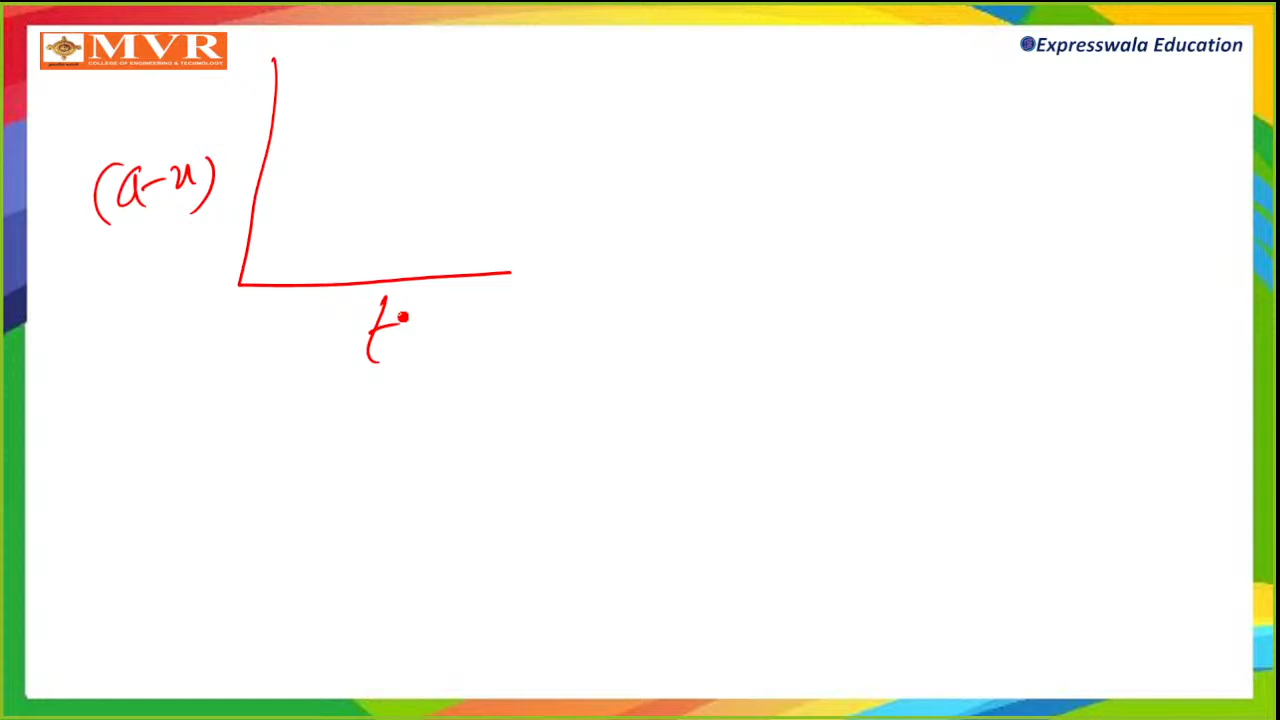 MVR
COLLEGE OF ENGINEERING & TECHNOLOGY
Expresswala Education
(a-x)
t